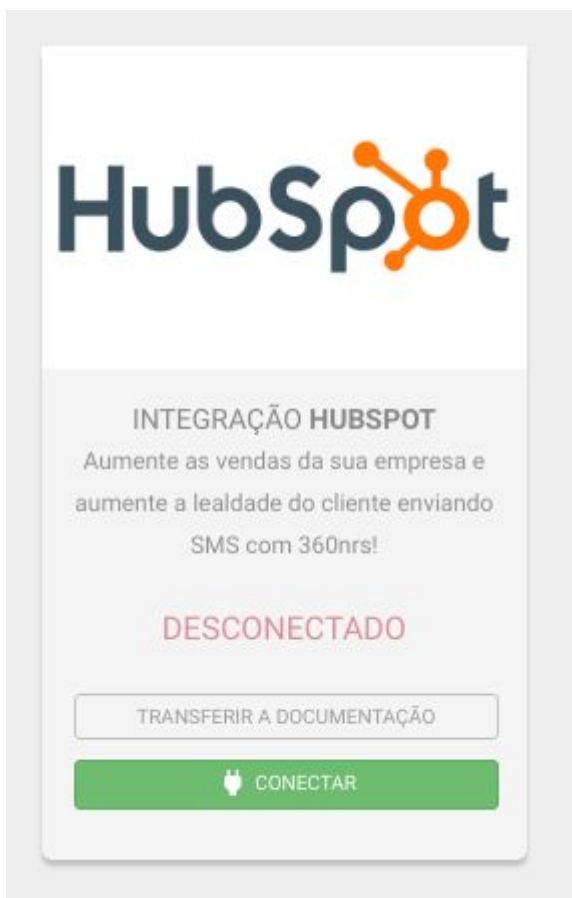 HubSpot
INTEGRAÇÃO HUBSPOT
Aumente as vendas da sua empresa e
aumente a lealdade do cliente enviando
SMS com 360nrs!
DESCONECTADO
TRANSFERIR A DOCUMENTAÇÃO
CONECTAR